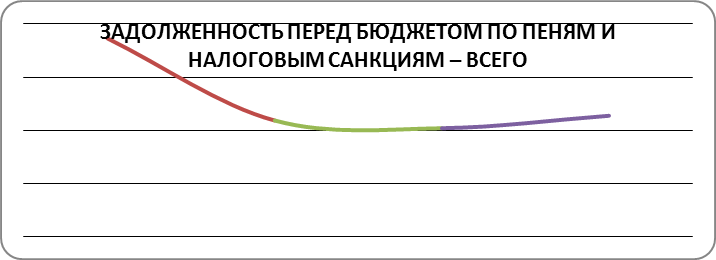 ЗАДОЛЖЕННОСТЬ ПЕРЕД БЮДЖЕТОМ ПО ПЕНЯМ И
НАЛОГОВЫМ САНКЦИЯМ – ВСЕГО